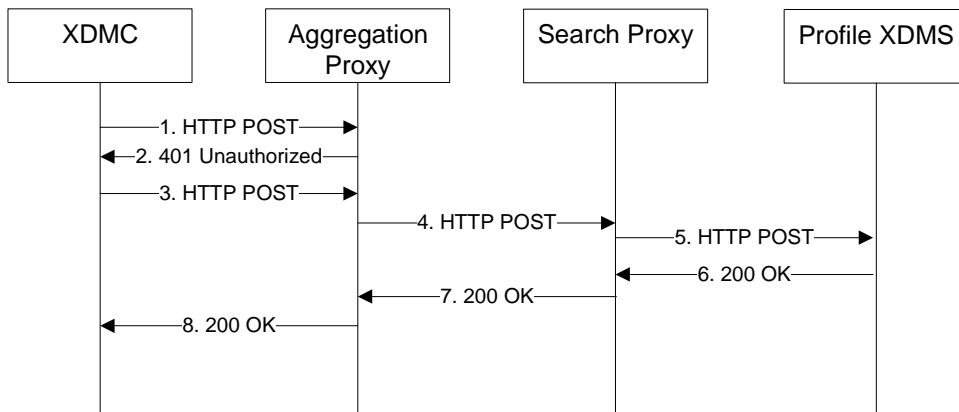 XDMC
Aggregation
Proxy
Search Proxy
Profile XDMS
1. HTTP POST
2. 401 Unauthorized
3. HTTP POST
4. HTTP POST
5. HTTP POST
6. 200 OK
7. 200 OK
8. 200 OK